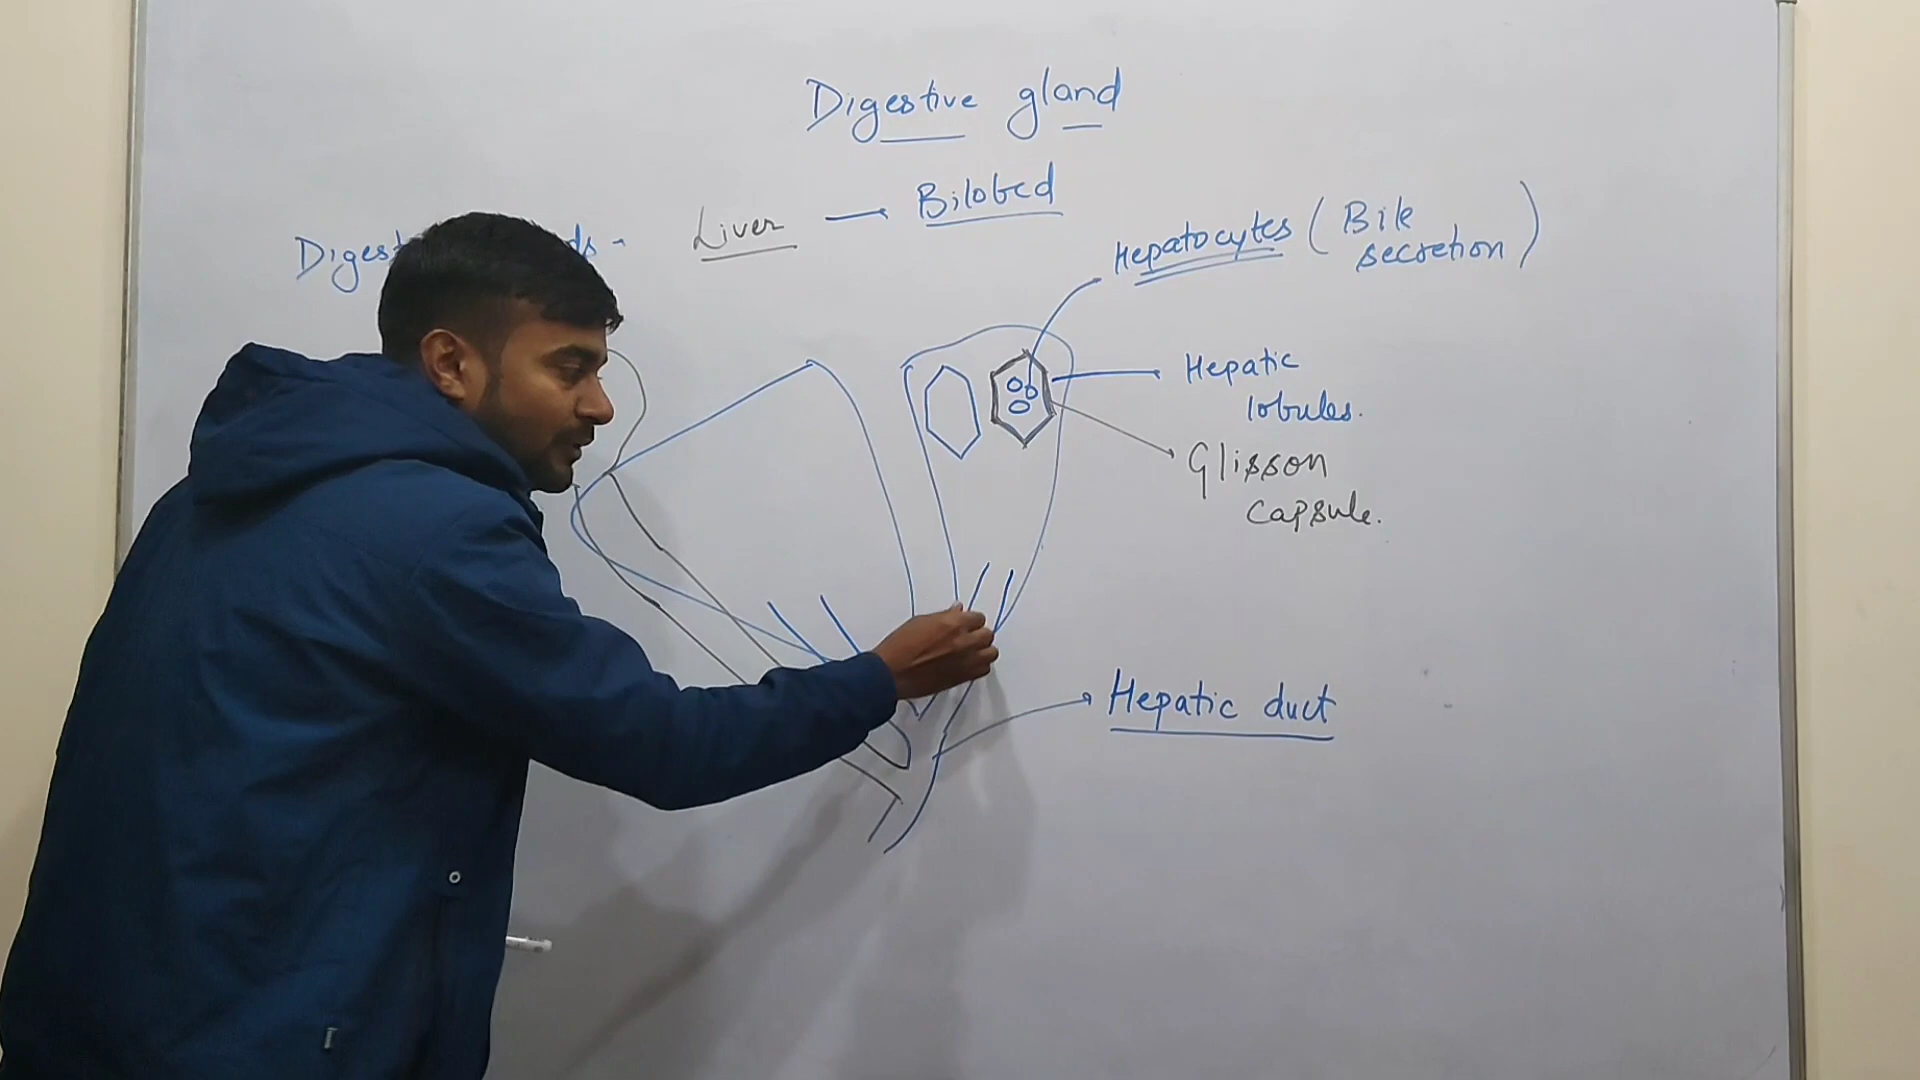 Digestive gland
Liver — Bilobed
Hepatocytes (Bile
secretion)
Hepatic
lobules.
Glisson
capsule.
Hepatic duct